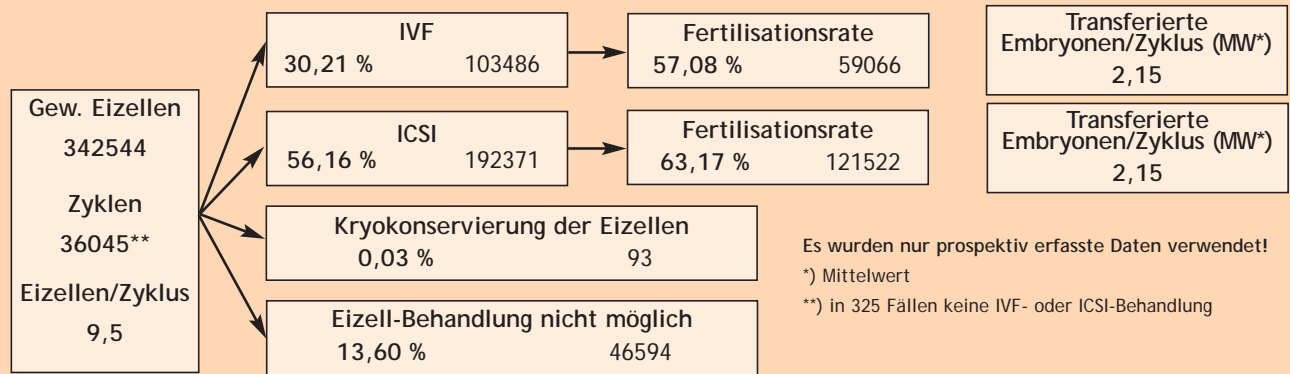 Gew. Eizellen
342544
Zyklen
36045**
Eizellen/Zyklus
9,5
IVF
30,21 % 103486
Fertilisationsrate
57,08 % 59066
Transferierte
Embryonen/Zyklus (MW*)
2,15
ICSI
56,16 % 192371
Fertilisationsrate
63,17 % 121522
Transferierte
Embryonen/Zyklus (MW*)
2,15
Kryokonservierung der Eizellen
0,03 % 93
Eizell-Behandlung nicht möglich
13,60 % 46594
Es wurden nur prospektiv erfasste Daten verwendet!
*) Mittelwert
**) in 325 Fällen keine IVF- oder ICSI-Behandlung